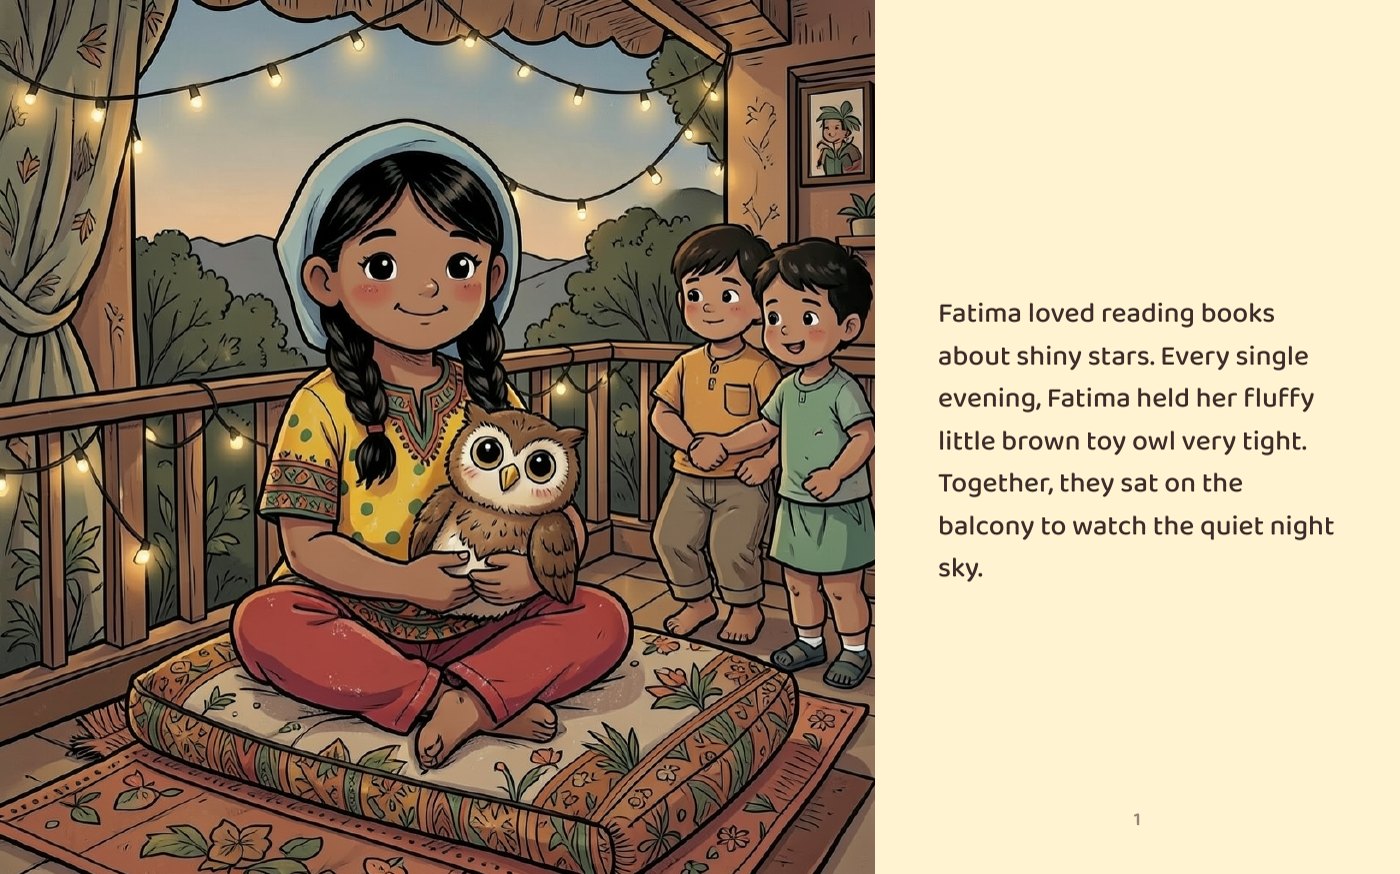 Fatima loved reading books
about shiny stars. Every single
evening, Fatima held her fluffy
little brown toy owl very tight.
Together, they sat on the
balcony to watch the quiet night
sky.
1